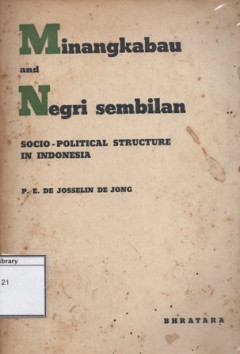 Minangkabau
and
Negri sembilan
SOCIO-POLITICAL STRUCTURE
IN INDONESIA
P. E. DE JOSSELIN DE JONG
library
21
BHRATARA